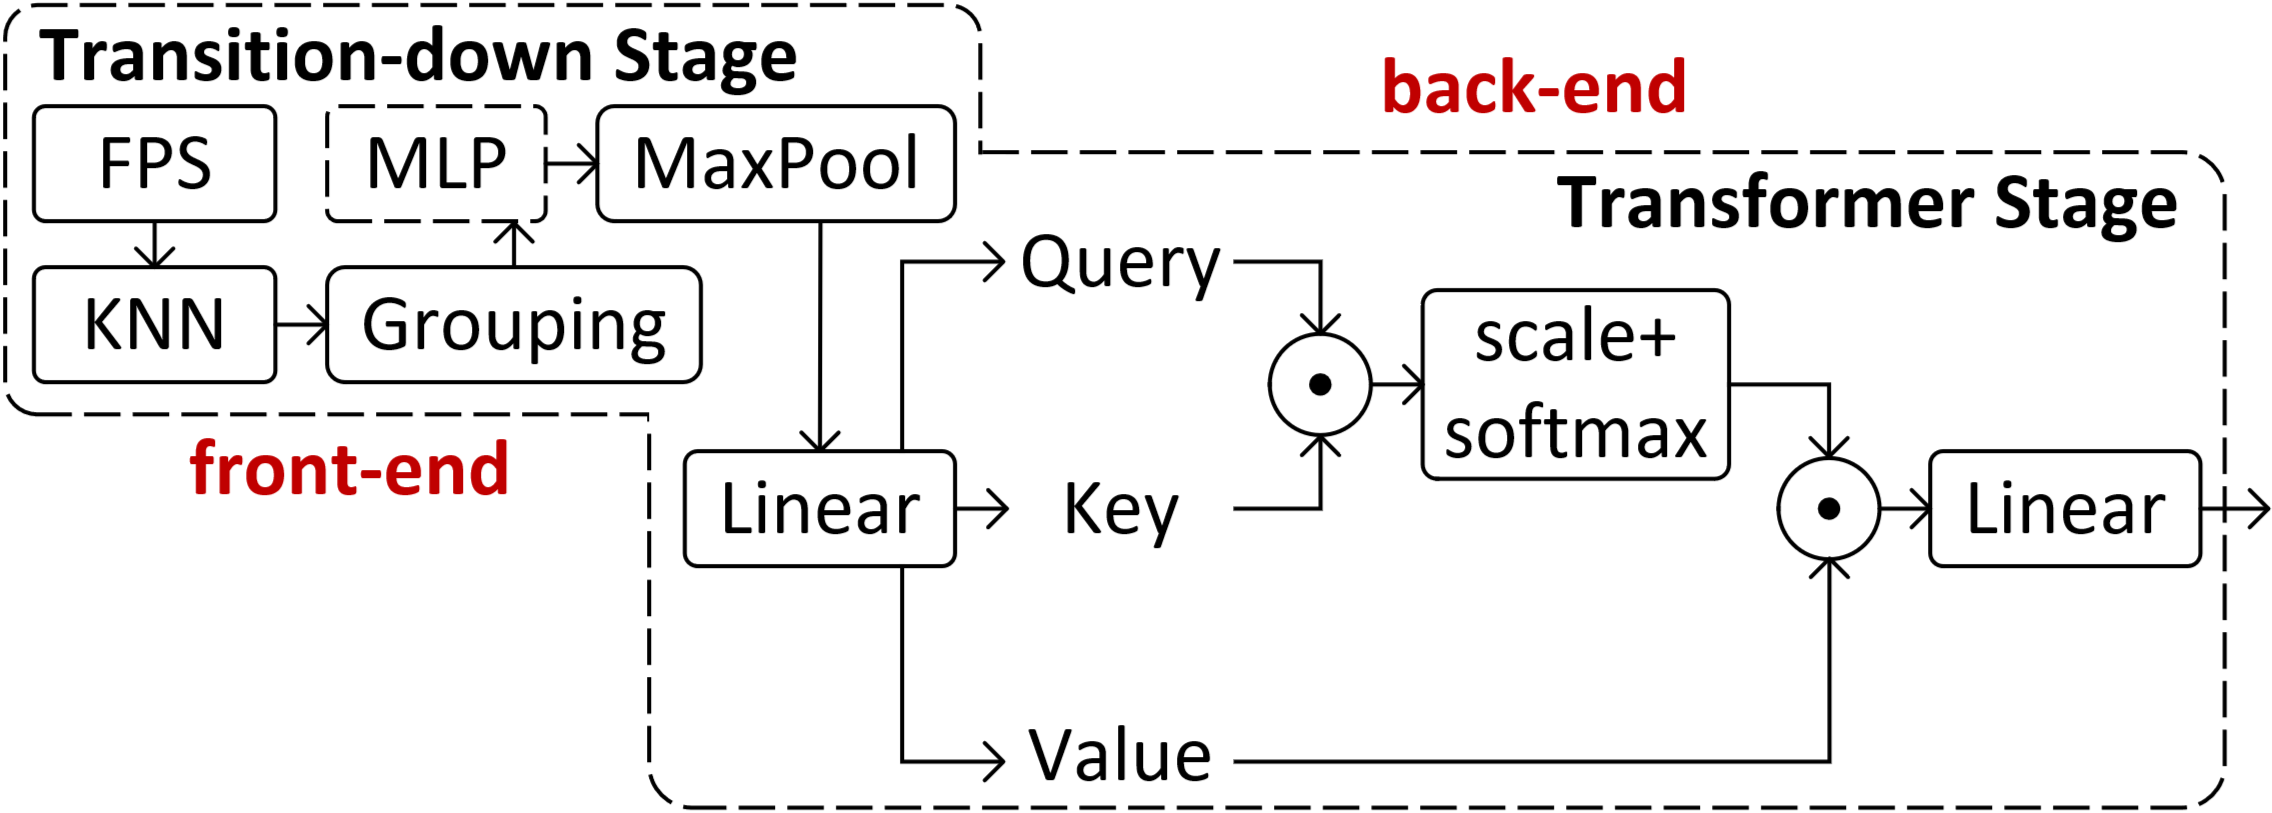 Transition-down Stage
FPS
MLP
MaxPool
KNN
Grouping
front-end
back-end
Transformer Stage
Linear
Query
Key
Value
scale+
softmax
Linear